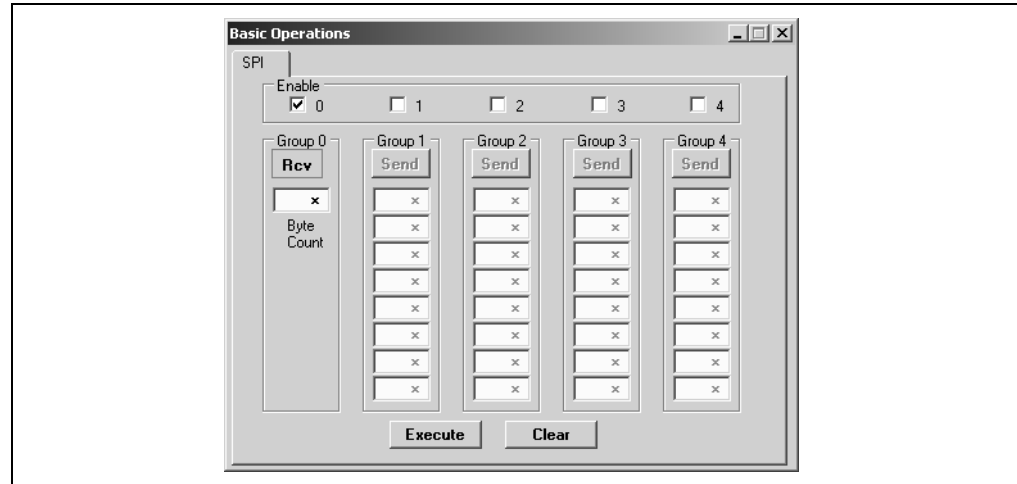 Basic Operations
SPI
Enable
0 1 2 3 4
Group 0 Group 1 Group 2 Group 3 Group 4
Rcv Send Send Send Send
x x x x x
Byte x x x x
Count
x x x x
x x x x
x x x x
x x x x
x x x x
x x x x
Execute Clear